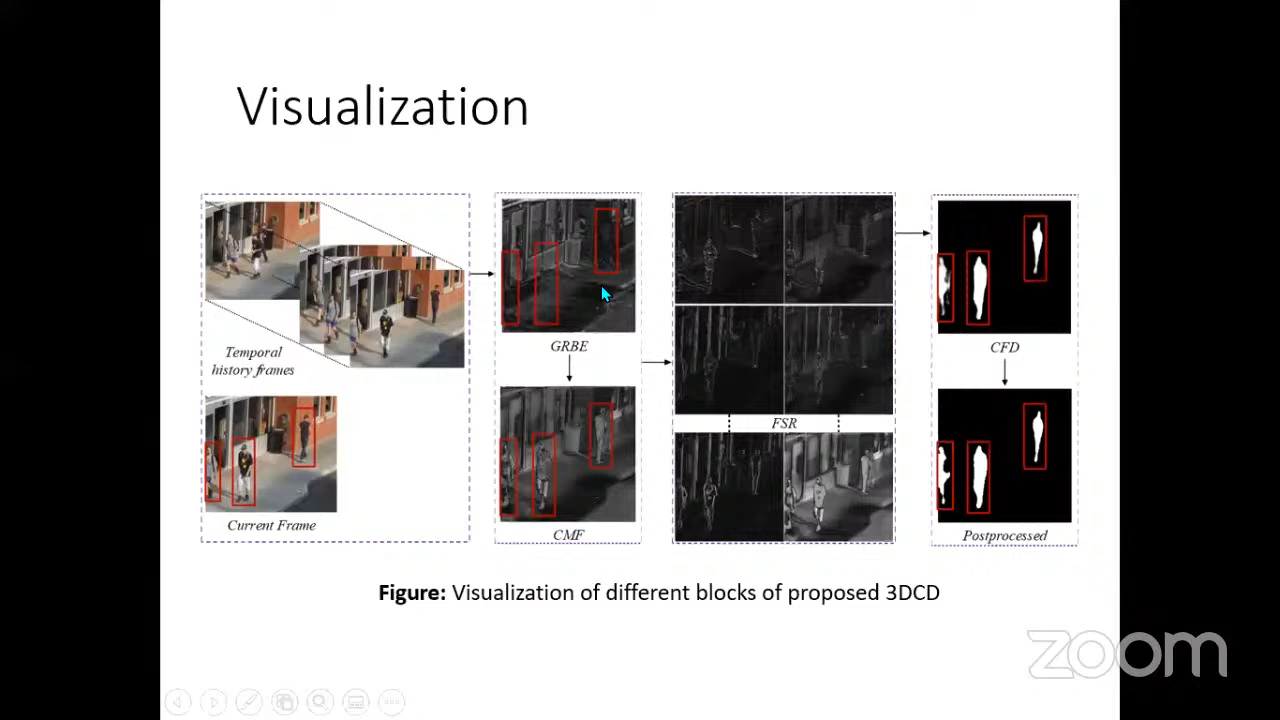 Visualization
Temporal
history frames
Current Frame
GRBE
CMF
FSR
CFD
Postprocessed
Figure: Visualization of different blocks of proposed 3DCD
zoom